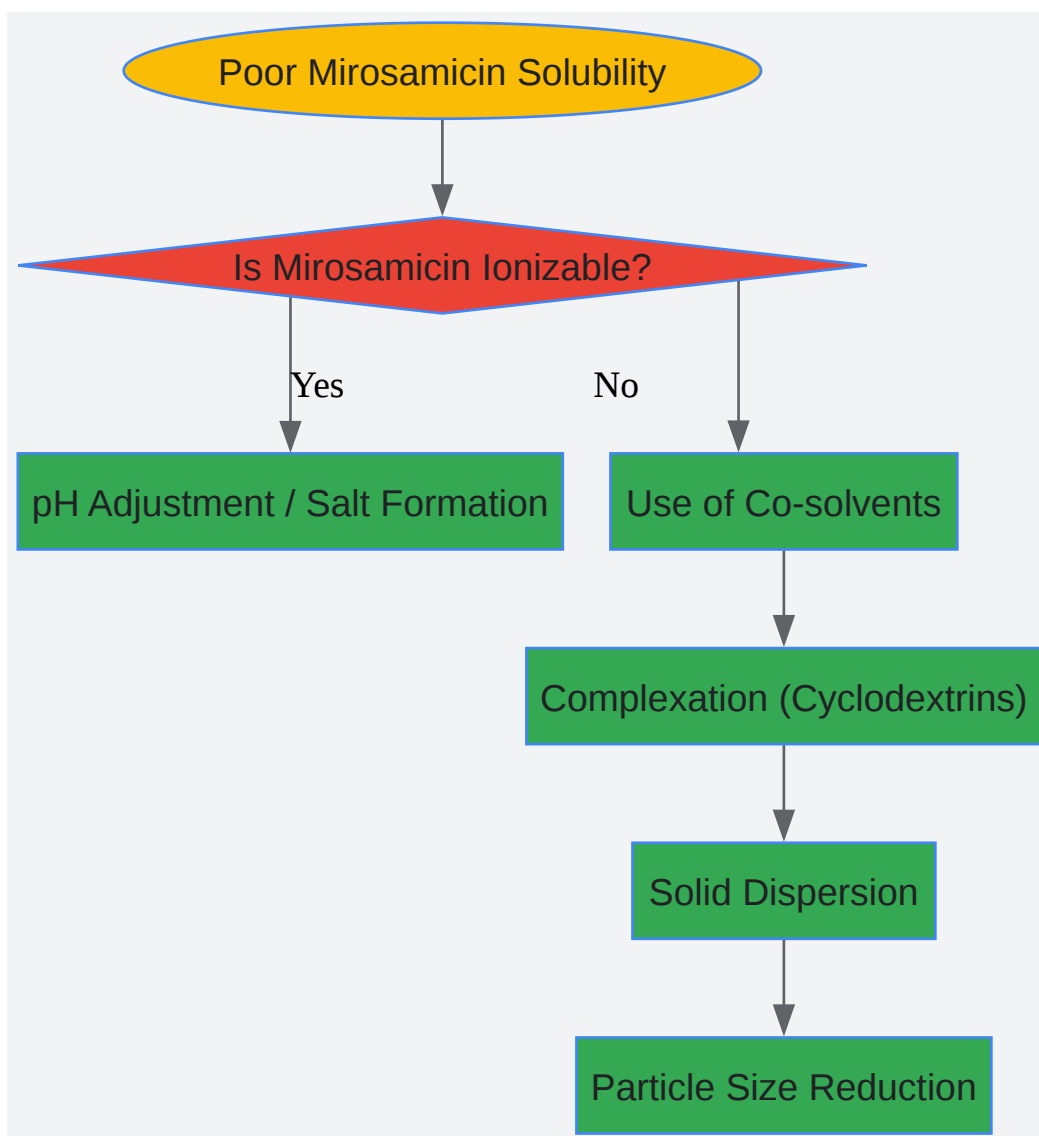 Poor Mirosamicin Solubility
Is Mirosamicin Ionizable?
Yes
No
pH Adjustment / Salt Formation
Use of Co-solvents
Complexation (Cyclodextrins)
Solid Dispersion
Particle Size Reduction